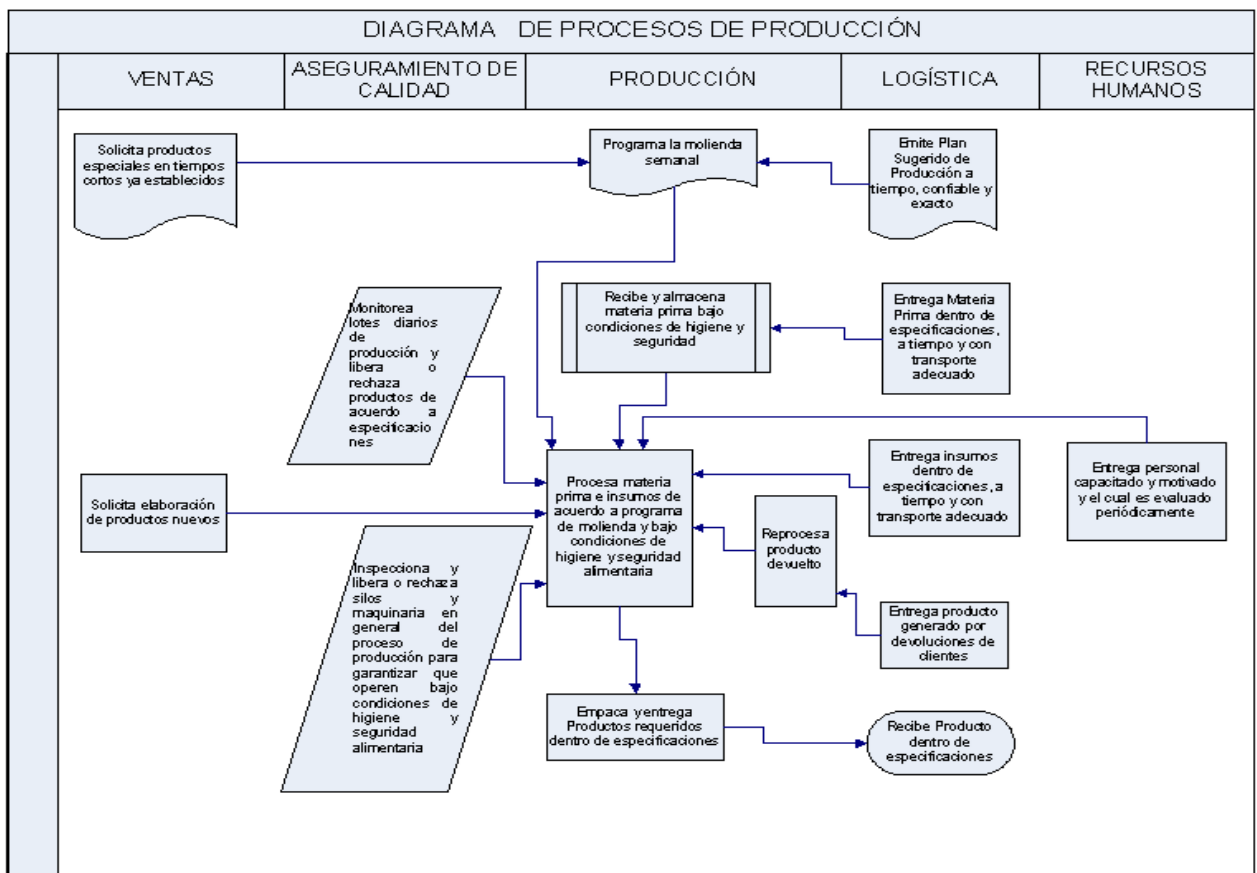 DIAGRAMA DE PROCESOS DE PRODUCCIÓN
VENTAS
ASEGURAMIENTO DE
CALIDAD
PRODUCCIÓN
LOGÍSTICA
RECURSOS
HUMANOS
Solicita productos
especiales en tiempos
cortos ya establecidos
Programa la molienda
semanal
Emite Plan
Sugerido de
Producción a
tiempo, confiable y
exacto
Monitorea
lotes diarios
de
producción y
libera o
rechaza
productos de
acuerdo a
especificacio
nes
Recibe y almacena
materia prima bajo
condiciones de higiene y
seguridad
Entrega Materia
Prima dentro de
especificaciones,
a tiempo y con
transporte
adecuado
Solicita elaboración
de productos nuevos
Procesa materia
prima e insumos de
acuerdo a programa
de molienda y bajo
condiciones de
higiene y seguridad
alimentaria
Entrega insumos
dentro de
especificaciones, a
tiempo y con
transporte adecuado
Entrega personal
capacitado y motivado
y el cual es evaluado
periódicamente
Reprocesa
producto
devuelto
Inspecciona y
libera o rechaza
silos y
maquinaria en
general del
proceso de
producción para
garantizar que
operen bajo
condiciones de
higiene y
seguridad
alimentaria
Entrega producto
generado por
devoluciones de
clientes
Empaca y entrega
Productos requeridos
dentro de especificaciones
Recibe Producto
dentro de
especificaciones